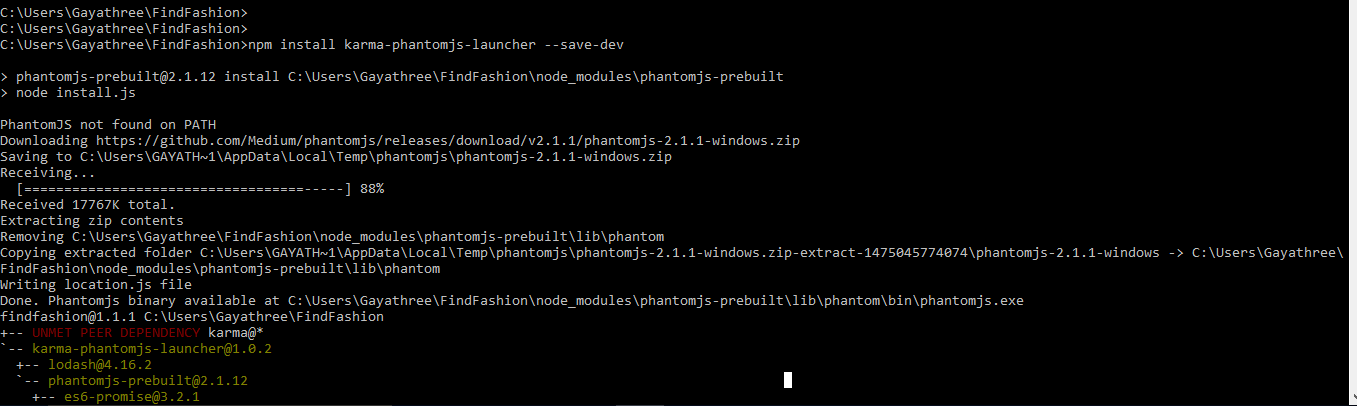 C:\Users\Gayathree\FindFashion>
C:\Users\Gayathree\FindFashion>
C:\Users\Gayathree\FindFashion>npm install karma-phantomjs-launcher --save-dev
> phantomjs-prebuilt@2.1.12 install C:\Users\Gayathree\FindFashion\node_modules\phantomjs-prebuilt
> node install.js
PhantomJS not found on PATH
Downloading https://github.com/Medium/phantomjs/releases/download/v2.1.1/phantomjs-2.1.1-windows.zip
Saving to C:\Users\GAYATH~1\AppData\Local\Temp\phantomjs\phantomjs-2.1.1-windows.zip
Receiving...
[===================================-----] 88%
Received 17767K total.
Extracting zip contents
Removing C:\Users\Gayathree\FindFashion\node_modules\phantomjs-prebuilt\lib\phantom
Copying extracted folder C:\Users\GAYATH~1\AppData\Local\Temp\phantomjs\phantomjs-2.1.1-windows.zip-extract-1475045774074\phantomjs-2.1.1-windows -> C:\Users\Gayathree\
FindFashion\node_modules\phantomjs-prebuilt\lib\phantom
Writing location.js file
Done. Phantomjs binary available at C:\Users\Gayathree\FindFashion\node_modules\phantomjs-prebuilt\lib\phantom\bin\phantomjs.exe
findfashion@1.1.1 C:\Users\Gayathree\FindFashion
+-- UNMET PEER DEPENDENCY karma@*
`-- karma-phantomjs-launcher@1.0.2
  +-- lodash@4.16.2
  `-- phantomjs-prebuilt@2.1.12
    +-- es6-promise@3.2.1